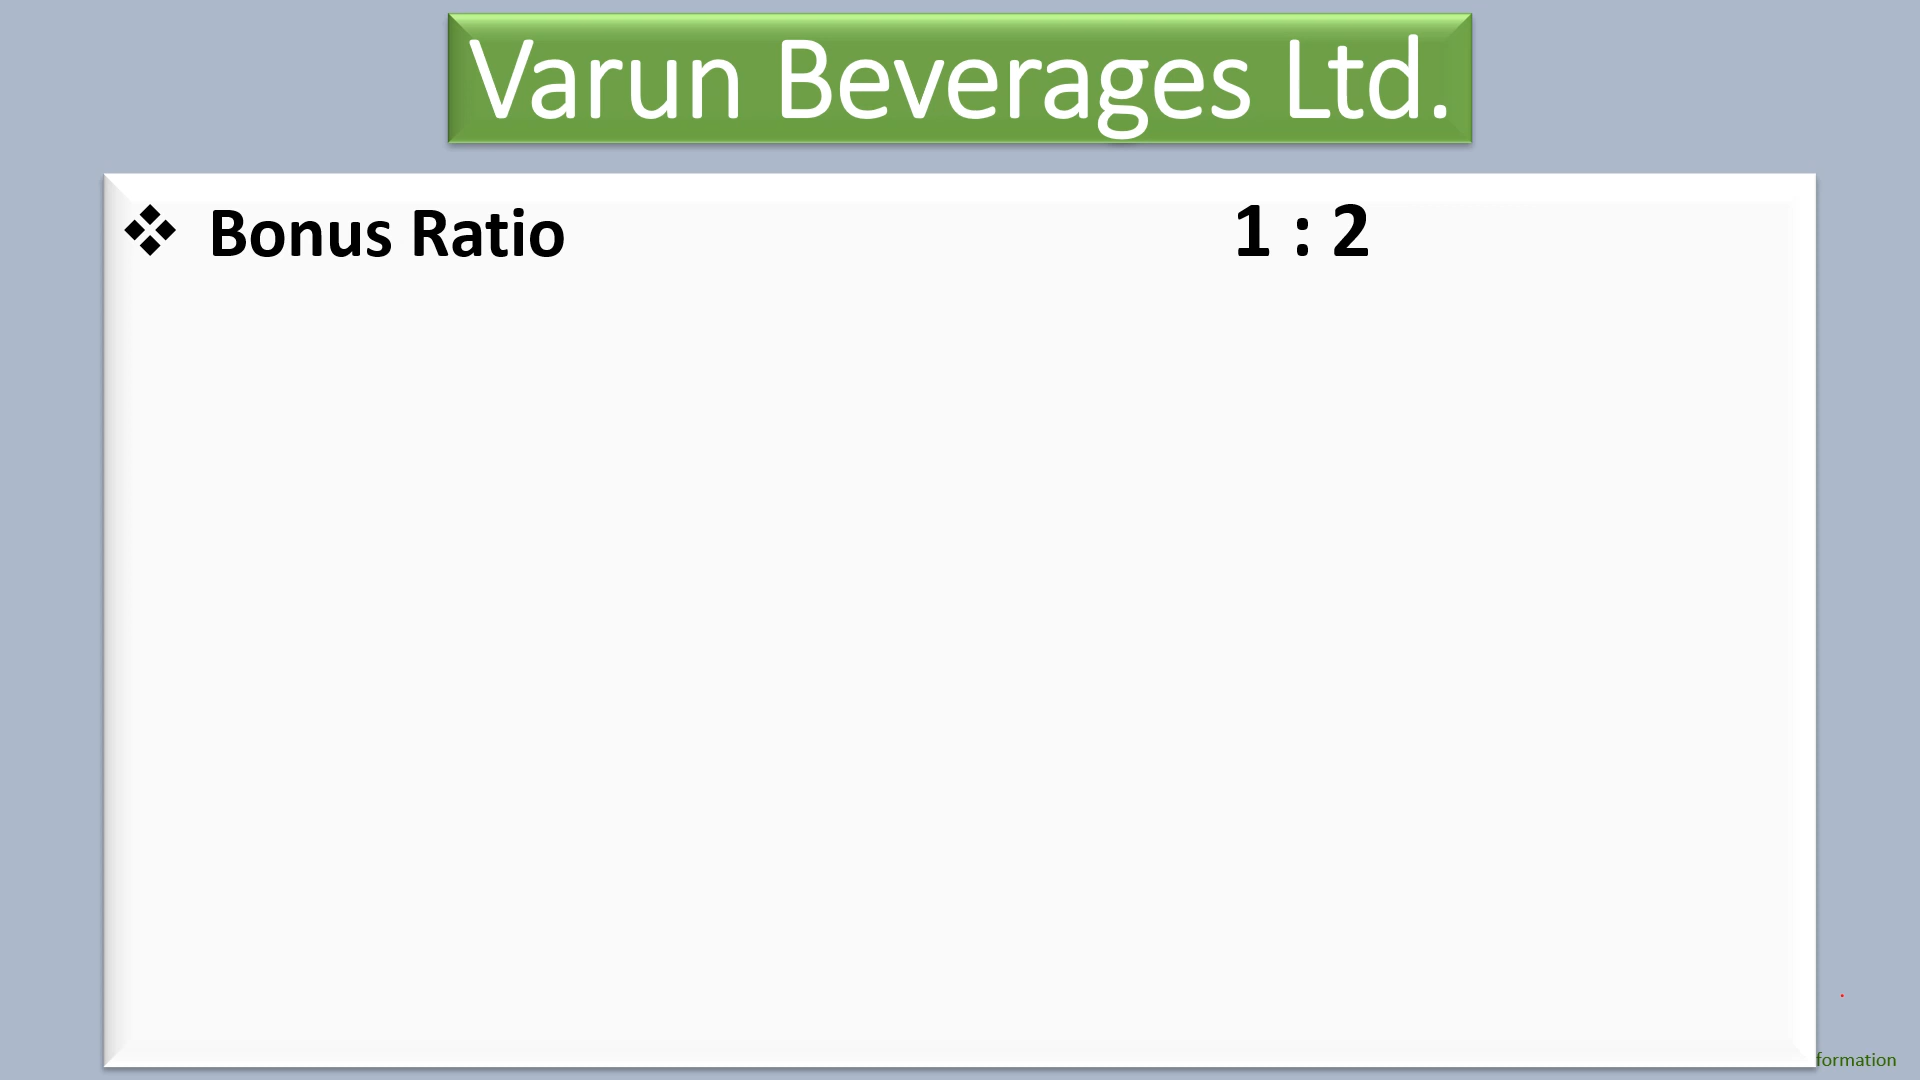 Varun Beverages Ltd.
❖ Bonus Ratio 1 : 2
formation